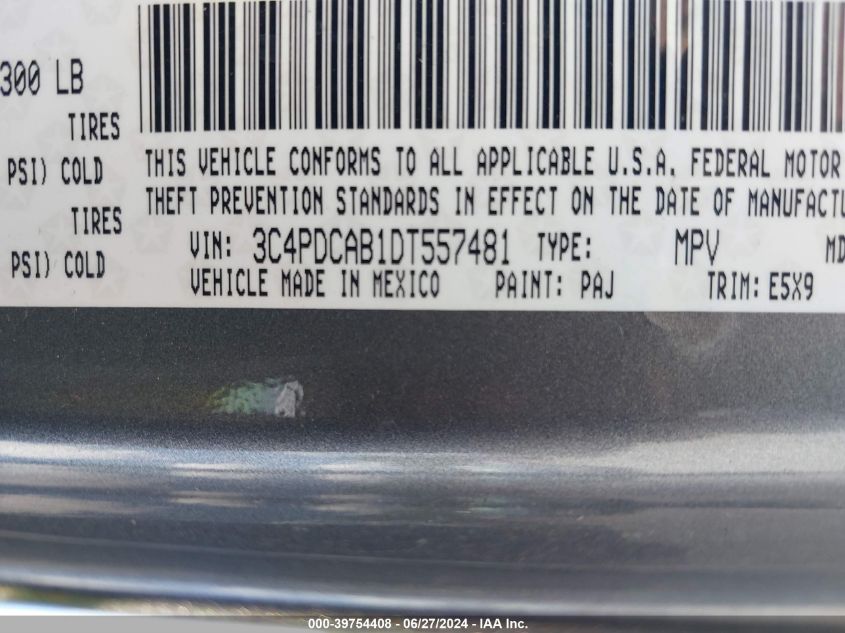 300 LB
TIRES
PSI) COLD
TIRES
PSI) COLD
THIS VEHICLE CONFORMS TO ALL APPLICABLE U.S.A. FEDERAL MOTOR
THEFT PREVENTION STANDARDS IN EFFECT ON THE DATE OF MANUFACTU
VIN: 3C4PDCAB1DT557481 TYPE: MPV MD
VEHICLE MADE IN MEXICO PAINT: PAJ TRIM: E5X9
000-39754408 - 06/27/2024 - IAA Inc.